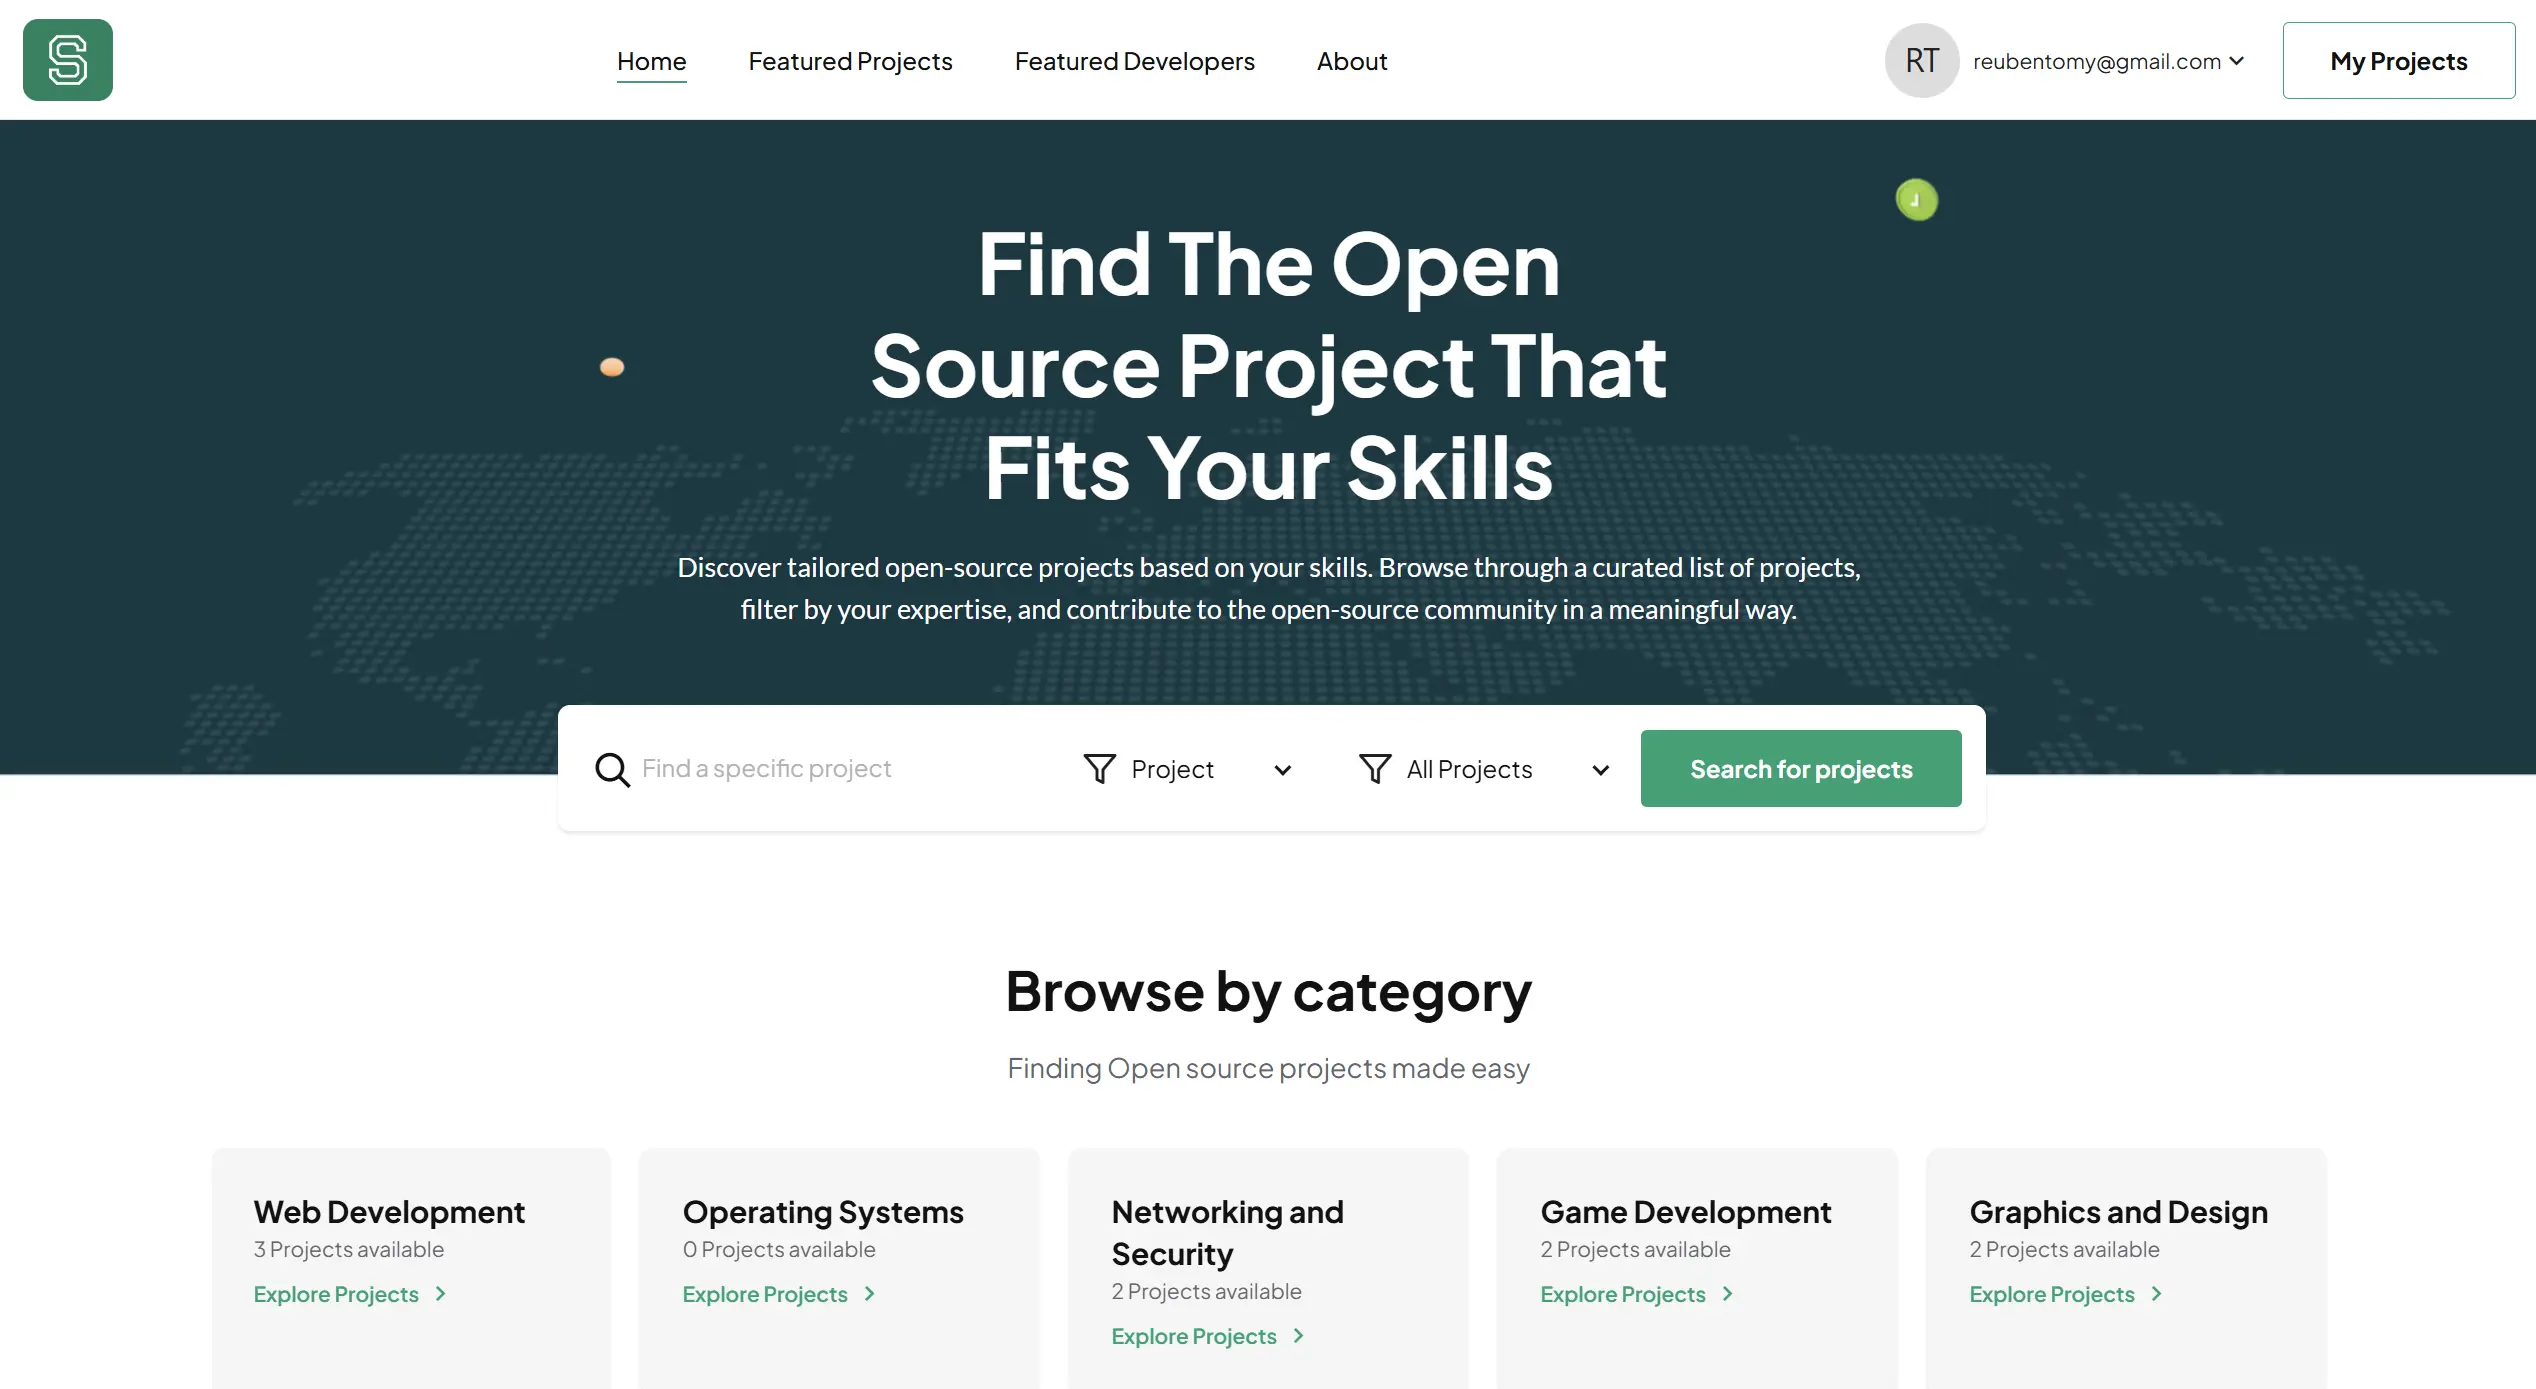 S
Home
Featured Projects
Featured Developers
About
RT
reubentomy@gmail.com
My Projects
Find The Open
Source Project That
Fits Your Skills
Discover tailored open-source projects based on your skills. Browse through a curated list of projects,
filter by your expertise, and contribute to the open-source community in a meaningful way.
Find a specific project
Project
All Projects
Search for projects
Browse by category
Finding Open source projects made easy
Web Development
3 Projects available
Explore Projects
Operating Systems
0 Projects available
Explore Projects
Networking and
Security
2 Projects available
Explore Projects
Game Development
2 Projects available
Explore Projects
Graphics and Design
2 Projects available
Explore Projects